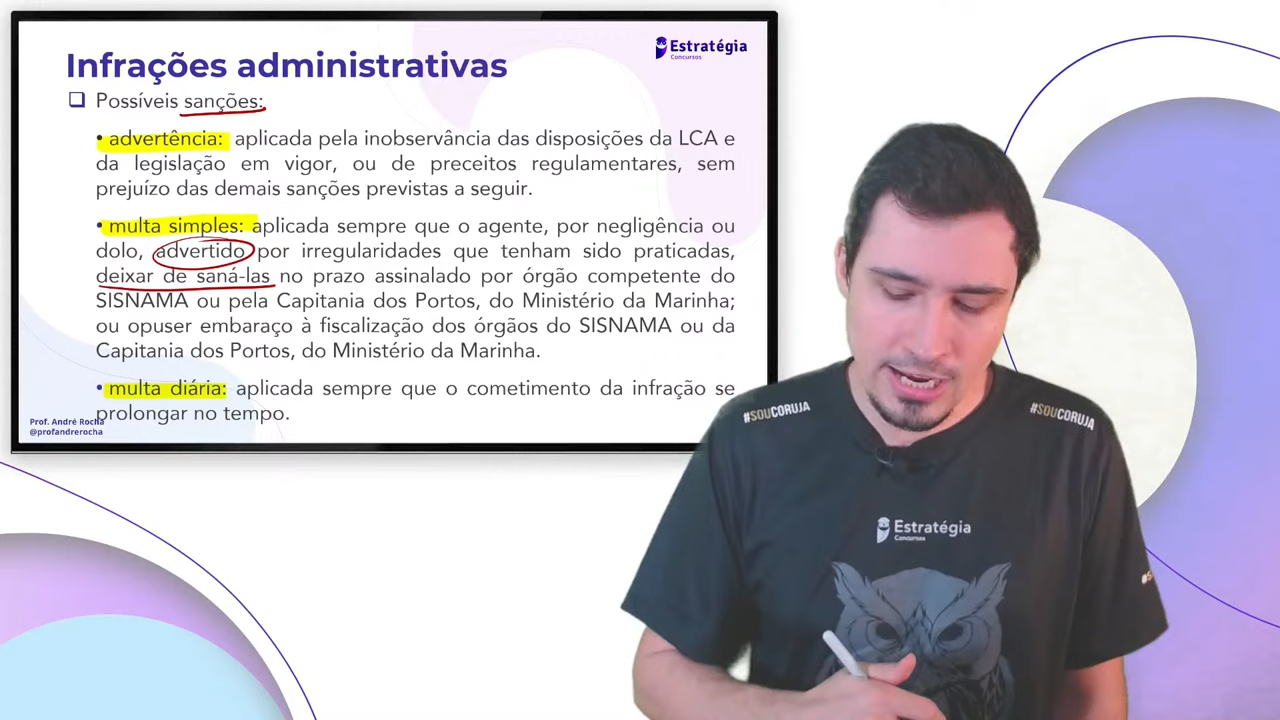 Infrações administrativas
Estratégia
Concursos
❑ Possíveis sanções:
• advertência: aplicada pela inobservância das disposições da LCA e
da legislação em vigor, ou de preceitos regulamentares, sem
prejuízo das demais sanções previstas a seguir.
• multa simples: aplicada sempre que o agente, por negligência ou
dolo, advertido por irregularidades que tenham sido praticadas,
deixar de saná-las no prazo assinalado por órgão competente do
SISNAMA ou pela Capitania dos Portos, do Ministério da Marinha;
ou opuser embaraço à fiscalização dos órgãos do SISNAMA ou da
Capitania dos Portos, do Ministério da Marinha.
• multa diária: aplicada sempre que o cometimento da infração se
prolongar no tempo.
Prof. André Rocha
@profandrerocha
#SOUCORUJA
#SOUCORUJA
Estratégia
Concursos